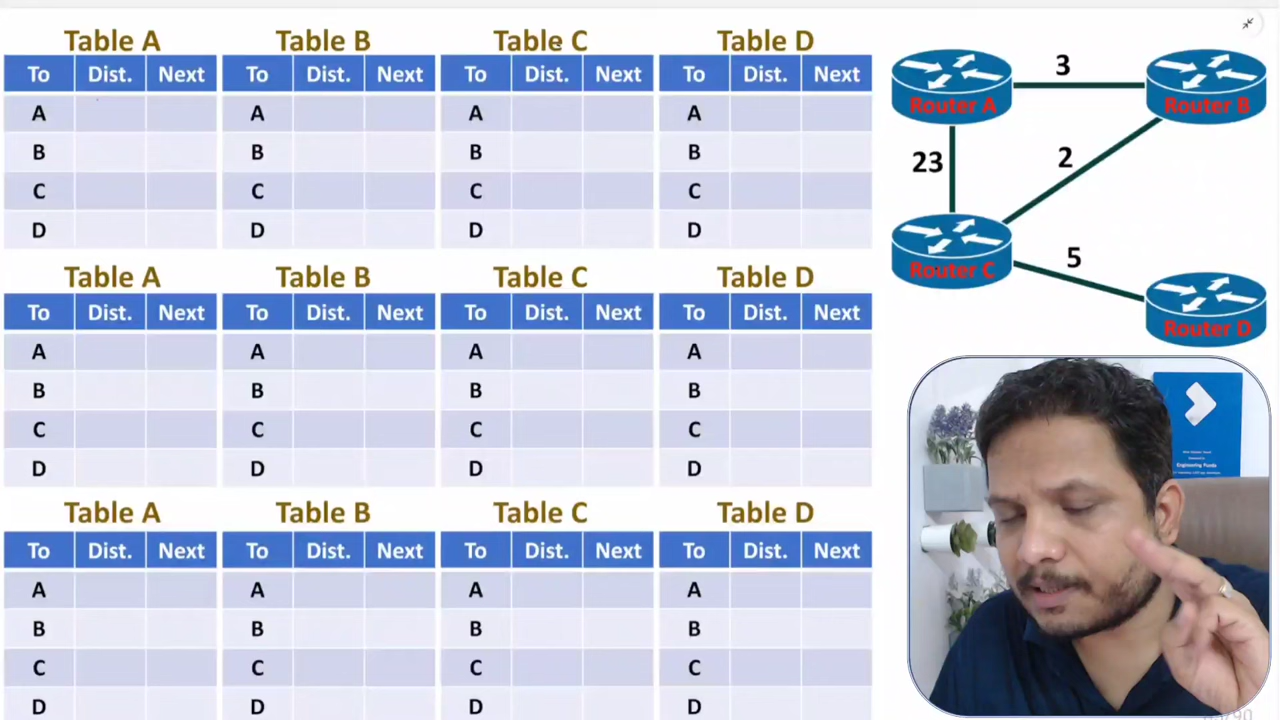 Table A Table B Table C Table D
To Dist. Next To Dist. Next To Dist. Next To Dist. Next
A A A A
B B B B
C C C C
D D D D
Table A Table B Table C Table D
To Dist. Next To Dist. Next To Dist. Next To Dist. Next
A A A A
B B B B
C C C C
D D D D
Table A Table B Table C Table D
To Dist. Next To Dist. Next To Dist. Next To Dist. Next
A A A A
B B B B
C C C C
D D D D
3
Router A Router B
23 2
Router C
5
Router D
Engineering Funda